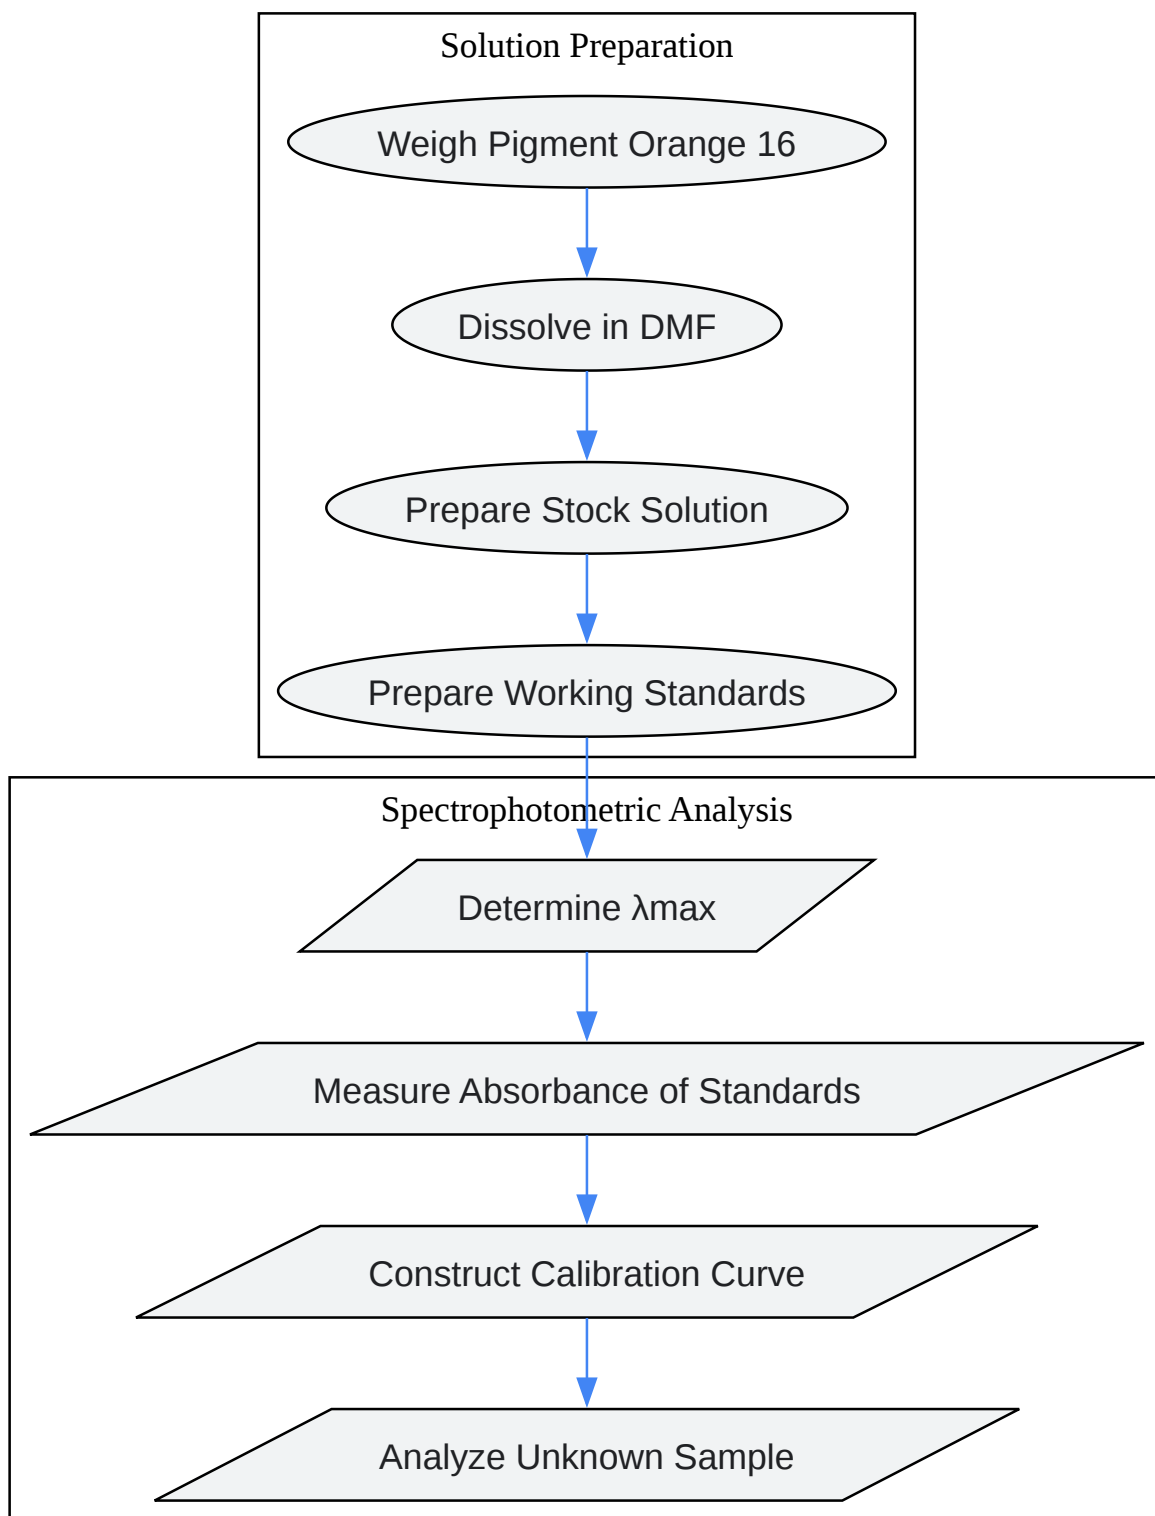 Solution Preparation
Weigh Pigment Orange 16
Dissolve in DMF
Prepare Stock Solution
Prepare Working Standards
Spectrophotometric Analysis
Determine λmax
Measure Absorbance of Standards
Construct Calibration Curve
Analyze Unknown Sample